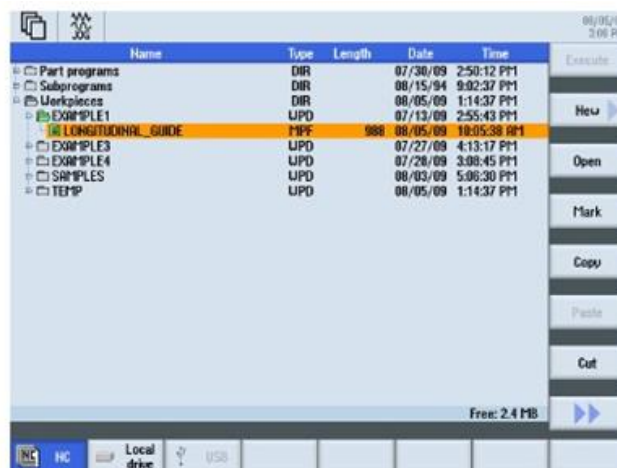 08/05/
3:06 P
Name Type Length Date Time
Execute
Part programs DIR 07/30/09 2:50:12 PM
Subprograms DIR 08/15/94 9:02:37 PM
Workpieces DIR 08/05/09 1:14:37 PM
New
EXAMPLE1 WPD 07/13/09 2:55:43 PM
LONGITUDINAL_GUIDE MPF 988 08/05/09 10:05:38 AM
EXAMPLE3 WPD 07/27/09 4:13:17 PM
EXAMPLE4 WPD 07/28/09 3:08:45 PM
Open
SAMPLES WPD 08/03/09 5:06:30 PM
TEMP WPD 08/05/09 1:14:37 PM
Mark
Copy
Paste
Cut
Free: 2.4 MB
NC NC Local drive USB